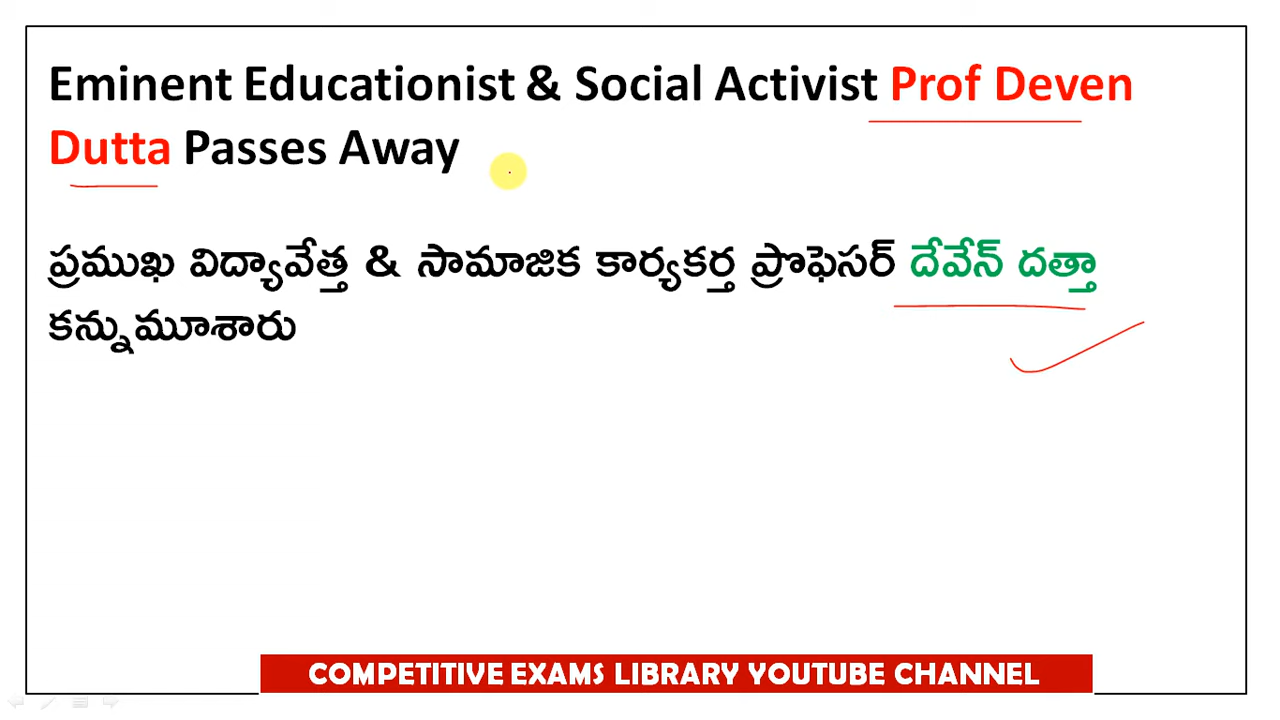 Eminent Educationist & Social Activist Prof Deven
Dutta Passes Away
ప్రముఖ విద్యావేత్త & సామాజిక కార్యకర్త ప్రొఫెసర్ దేవేన్ దత్తా
కన్నుమూశారు
COMPETITIVE EXAMS LIBRARY YOUTUBE CHANNEL